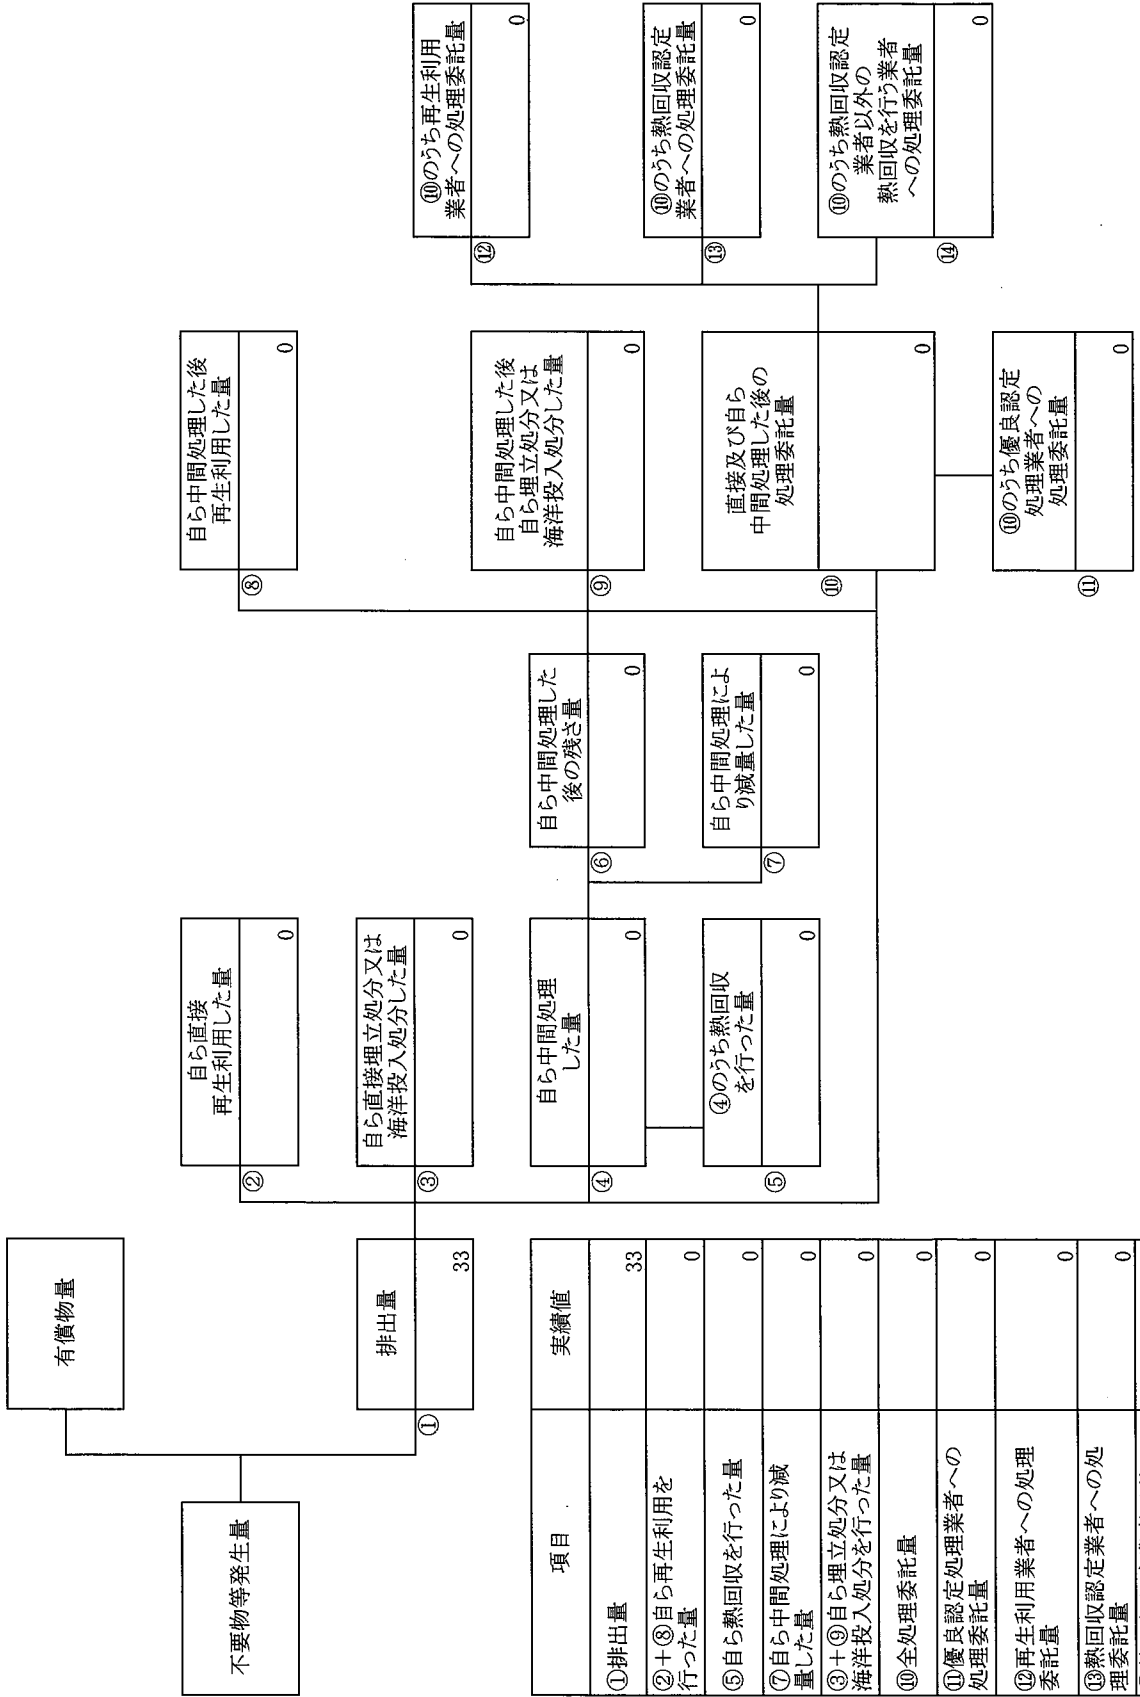 不要物等発生量
有償物量
①
排出量
33
②
自ら直接
再生利用した量
0
③
自ら直接埋立処分又は
海洋投入処分した量
0
④
自ら中間処理
した量
0
⑤
④のうち熱回収
を行った量
0
⑥
自ら中間処理した
後の残さ量
0
⑦
自ら中間処理によ
り減量した量
0
⑧
自ら中間処理した後
再生利用した量
0
⑨
自ら中間処理した後
自ら埋立処分又は
海洋投入処分した量
0
⑩
直接及び自ら
中間処理した後の
処理委託量
0
⑪
⑩のうち優良認定
処理業者への
処理委託量
0
⑫
⑩のうち再生利用
業者への処理委託量
0
⑬
⑩のうち熱回収認定
業者への処理委託量
0
⑭
⑩のうち熱回収認定
業者以外の
熱回収を行う業者
への処理委託量
0
項目 実績値
①排出量 33
②+⑧自ら再生利用を
行った量 0
⑤自ら熱回収を行った量 0
⑦自ら中間処理により減
量した量 0
③+⑨自ら埋立処分又は
海洋投入処分を行った量 0
⑩全処理委託量 0
⑪優良認定処理業者への
処理委託量 0
⑫再生利用業者への処理
委託量 0
⑬熱回収認定業者への処
理委託量 0